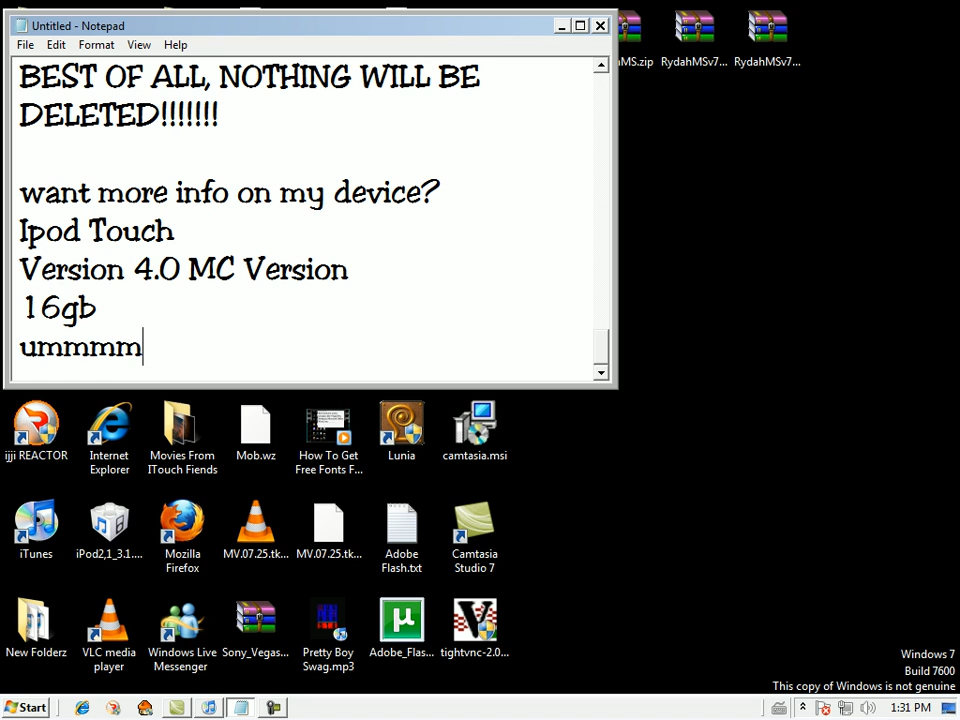 Untitled - Notepad
File Edit Format View Help
BEST OF ALL, NOTHING WILL BE
DELETED!!!!!!!
want more info on my device?
Ipod Touch
Version 4.0 MC Version
16gb
ummmm
MS.zip RydahMSv7... RydahMSv7...
ijji REACTOR
Internet
Explorer
Movies From
ITouch Fiends
Mob.wz
How To Get
Free Fonts F...
Lunia
camtasia.msi
iTunes
iPod2,1_3.1....
Mozilla
Firefox
MV.07.25.tk...
MV.07.25.tk...
Adobe
Flash.txt
Camtasia
Studio 7
New Folderz
VLC media
player
Windows Live
Messenger
Sony_Vegas...
Pretty Boy
Swag.mp3
Adobe_Flas...
tightvnc-2.0...
Windows 7
Build 7600
This copy of Windows is not genuine
Start
1:31 PM